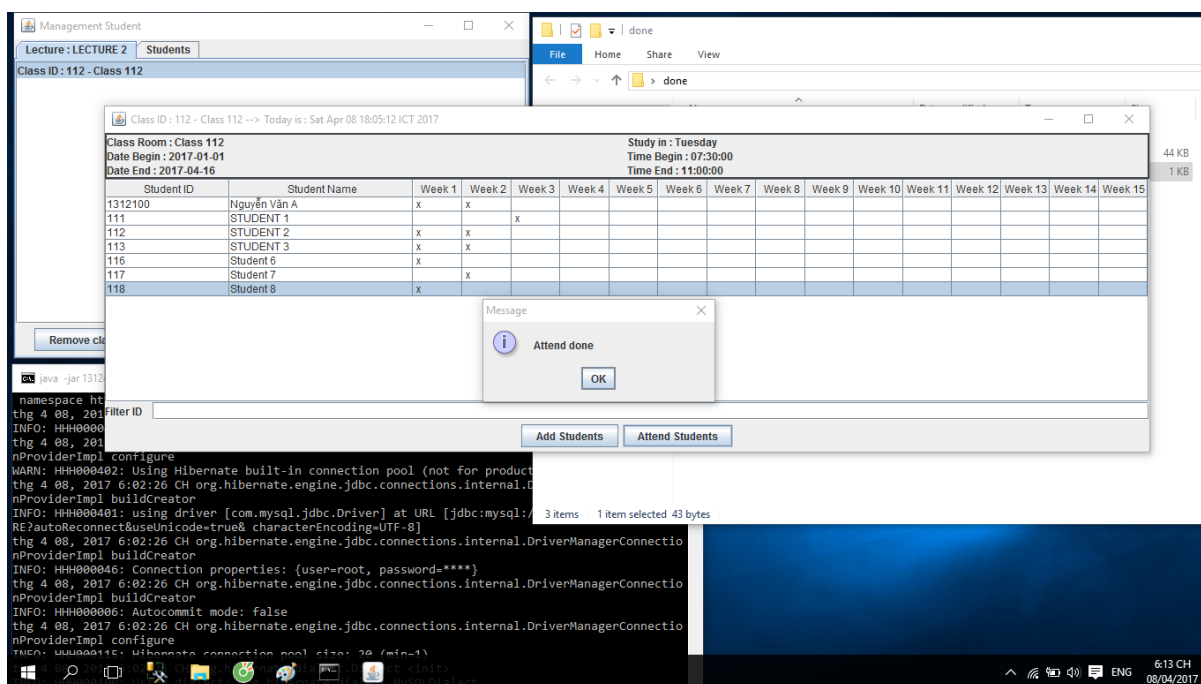 Management Student
Lecture : LECTURE 2 Students
Class ID : 112 - Class 112
done
File Home Share View
done
Class ID : 112 - Class 112 --> Today is : Sat Apr 08 18:05:12 ICT 2017
Class Room : Class 112 Study in : Tuesday
Date Begin : 2017-01-01 Time Begin : 07:30:00
Date End : 2017-04-16 Time End : 11:00:00
44 KB
1 KB
Student ID Student Name Week 1 Week 2 Week 3 Week 4 Week 5 Week 6 Week 7 Week 8 Week 9 Week 10 Week 11 Week 12 Week 13 Week 14 Week 15
1312100 Nguyễn Văn A x x
111 STUDENT 1 x
112 STUDENT 2 x x
113 STUDENT 3 x x
116 Student 6 x
117 Student 7 x
118 Student 8 x
Message
Attend done
OK
Remove cla
Filter ID
Add Students Attend Students
java -jar 1312
namespace ht
thg 4 08, 201
INFO: HHH0000
thg 4 08, 201
nProviderImpl configure
WARN: HHH000402: Using Hibernate built-in connection pool (not for product
thg 4 08, 2017 6:02:26 CH org.hibernate.engine.jdbc.connections.internal.D
nProviderImpl buildCreator
INFO: HHH000401: using driver [com.mysql.jdbc.Driver] at URL [jdbc:mysql:/
RE?autoReconnect&useUnicode=true& characterEncoding=UTF-8]
thg 4 08, 2017 6:02:26 CH org.hibernate.engine.jdbc.connections.internal.DriverManagerConnectio
nProviderImpl buildCreator
INFO: HHH000046: Connection properties: {user=root, password=****}
thg 4 08, 2017 6:02:26 CH org.hibernate.engine.jdbc.connections.internal.DriverManagerConnectio
nProviderImpl buildCreator
INFO: HHH000006: Autocommit mode: false
thg 4 08, 2017 6:02:26 CH org.hibernate.engine.jdbc.connections.internal.DriverManagerConnectio
nProviderImpl configure
INFO: HHH000115: Hibernate connection pool size: 20 (min=1)
3 items 1 item selected 43 bytes
ENG
6:13 CH
08/04/2017